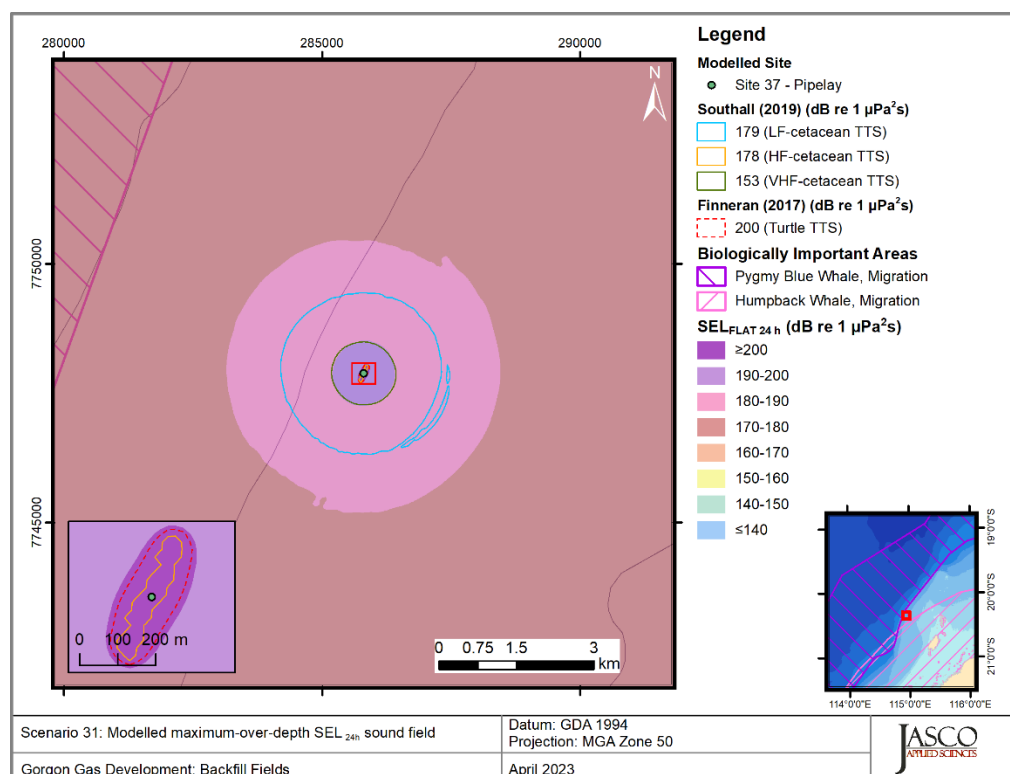 280000
285000
290000
7750000
7745000
N
0 100 200 m
0 0.75 1.5 3
km
Legend
Modelled Site
Site 37 - Pipelay
Southall (2019) (dB re 1 µPa²s)
179 (LF-cetacean TTS)
178 (HF-cetacean TTS)
153 (VHF-cetacean TTS)
Finneran (2017) (dB re 1 µPa²s)
200 (Turtle TTS)
Biologically Important Areas
Pygmy Blue Whale, Migration
Humpback Whale, Migration
SEL FLAT 24 h (dB re 1 µPa²s)
≥200
190-200
180-190
170-180
160-170
150-160
140-150
≤140
19°0'0"S
20°0'0"S
21°0'0"S
114°0'0"E 115°0'0"E 116°0'0"E
Scenario 31: Modelled maximum-over-depth SEL 24h sound field
Datum: GDA 1994
Projection: MGA Zone 50
Gorgon Gas Development: Backfill Fields
April 2023
JASCO
APPLIED SCIENCES